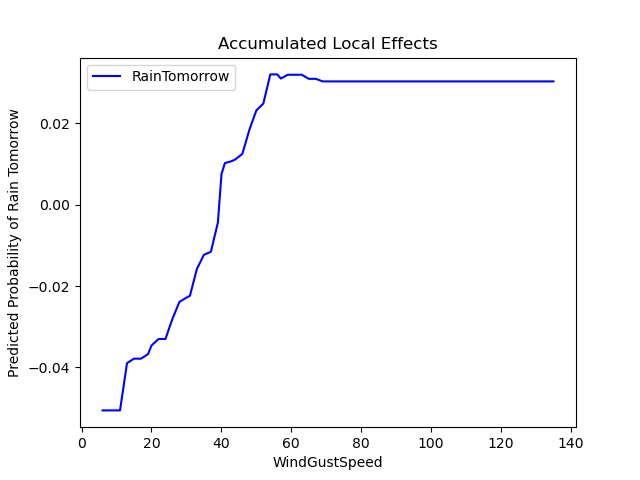 Accumulated Local Effects
RainTomorrow
Predicted Probability of Rain Tomorrow
0.02
0.00
−0.02
−0.04
0 20 40 60 80 100 120 140
WindGustSpeed